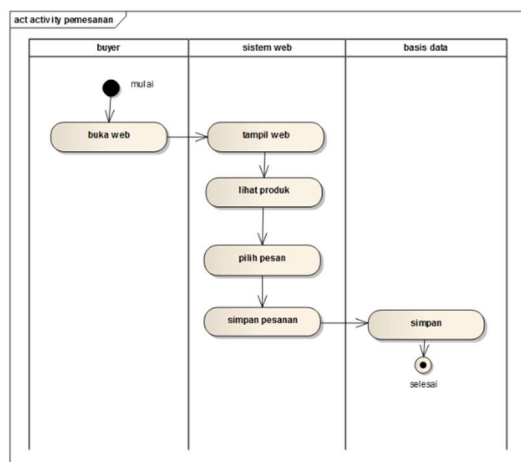 act activity pemesanan
buyer
sistem web
basis data
mulai
buka web
tampil web
lihat produk
pilih pesan
simpan pesanan
simpan
selesai